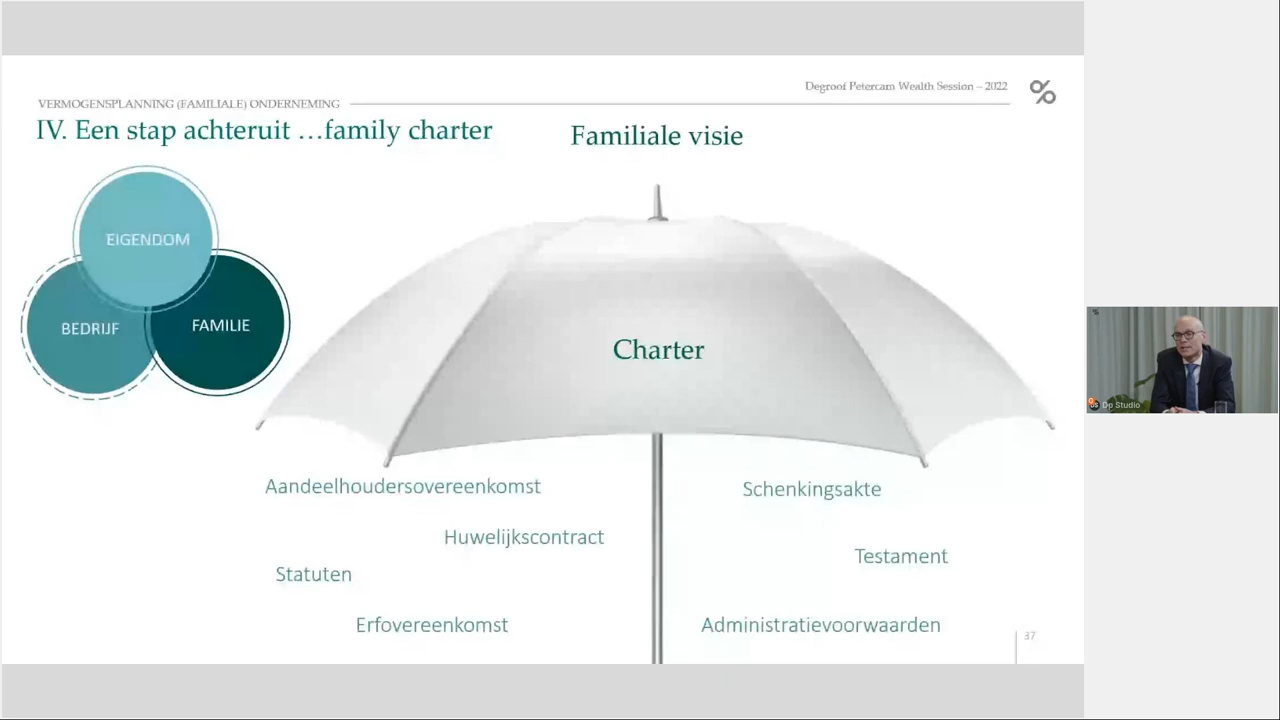 Degroof Petercam Wealth Session – 2022
VERMOGENSPLANNING (FAMILIALE) ONDERNEMING
IV. Een stap achteruit …family charter
Familiale visie
EIGENDOM
BEDRIJF
FAMILIE
Charter
Aandeelhoudersovereenkomst
Schenkingsakte
Huwelijkscontract
Testament
Statuten
Erfovereenkomst
Administratievoorwaarden
37
Dp Studio